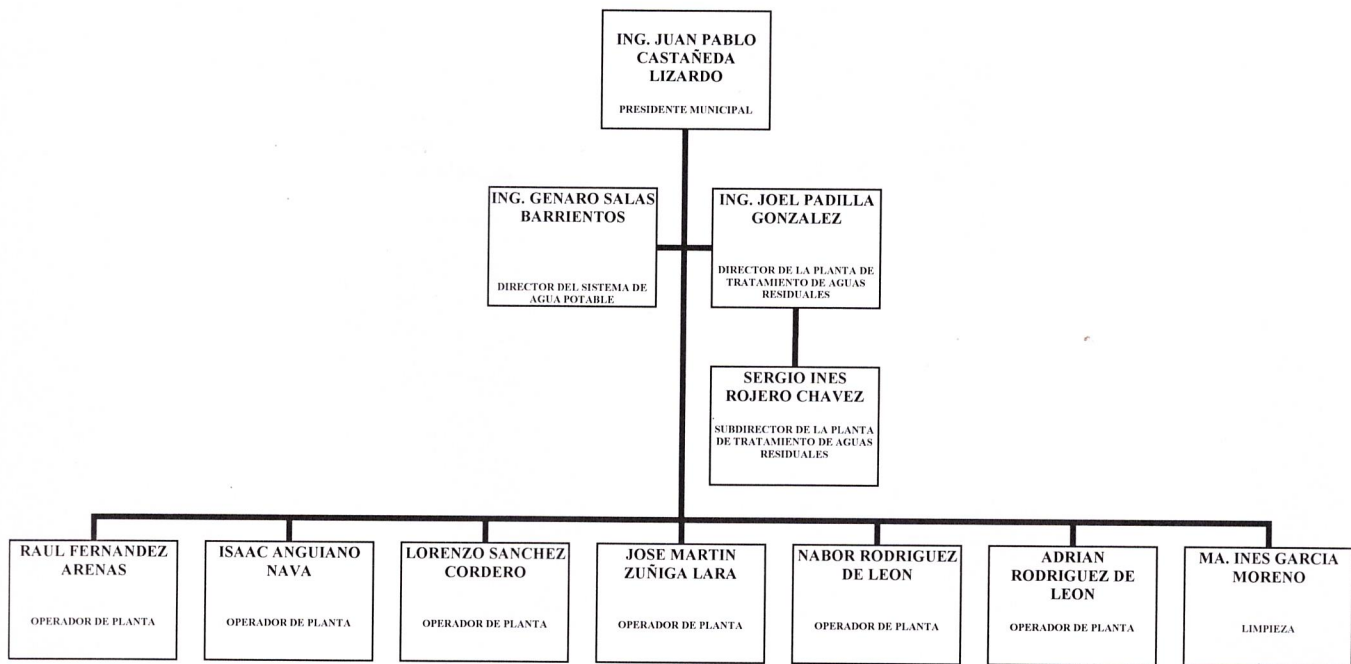 ING. JUAN PABLO
CASTAÑEDA
LIZARDO
PRESIDENTE MUNICIPAL
ING. GENARO SALAS
BARRIENTOS
DIRECTOR DEL SISTEMA DE
AGUA POTABLE
ING. JOEL PADILLA
GONZALEZ
DIRECTOR DE LA PLANTA DE
TRATAMIENTO DE AGUAS
RESIDUALES
SERGIO INES
ROJERO CHAVEZ
SUBDIRECTOR DE LA PLANTA
DE TRATAMIENTO DE AGUAS
RESIDUALES
RAUL FERNANDEZ
ARENAS
OPERADOR DE PLANTA
ISAAC ANGUIANO
NAVA
OPERADOR DE PLANTA
LORENZO SANCHEZ
CORDERO
OPERADOR DE PLANTA
JOSE MARTIN
ZUÑIGA LARA
OPERADOR DE PLANTA
NABOR RODRIGUEZ
DE LEON
OPERADOR DE PLANTA
ADRIAN
RODRIGUEZ DE
LEON
OPERADOR DE PLANTA
MA. INES GARCIA
MORENO
LIMPIEZA